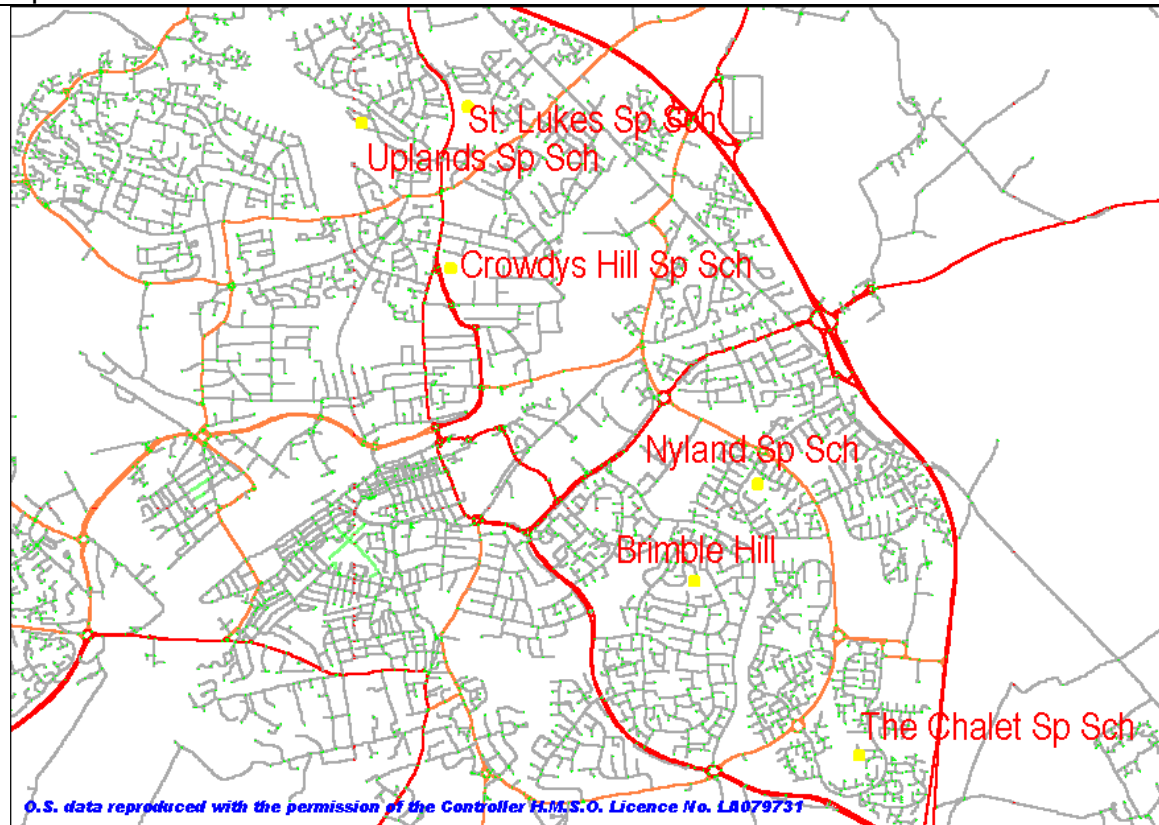 St. Lukes Sp Sch
Uplands Sp Sch
Crowdys Hill Sp Sch
Nyland Sp Sch
Brimble Hill
The Chalet Sp Sch
O.S. data reproduced with the permission of the Controller H.M.S.O. Licence No. LA079731